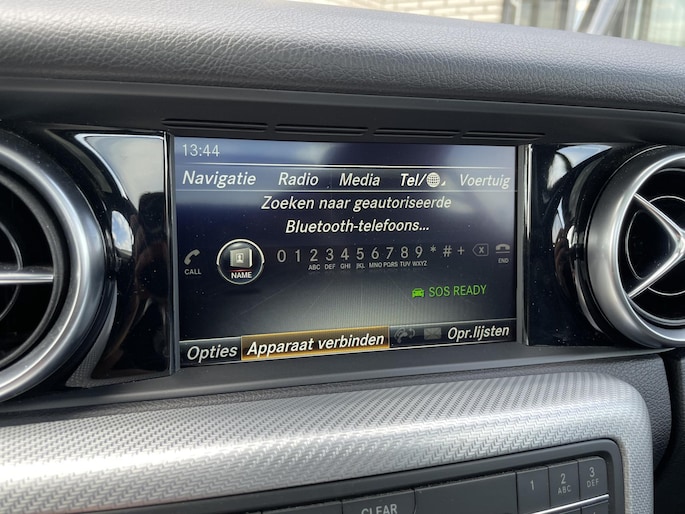 13:44
Navigatie Radio Media Tel/ Voertuig
Zoeken naar geautoriseerde
Bluetooth-telefoons...
0 1 2 3 4 5 6 7 8 9 * # +
ABC DEF GHI JKL MNO PQRS TUV WXYZ
CALL
NAME
END
SOS READY
Opties Apparaat verbinden Opr.lijsten
CLEAR
1 2 3
ABC DEF